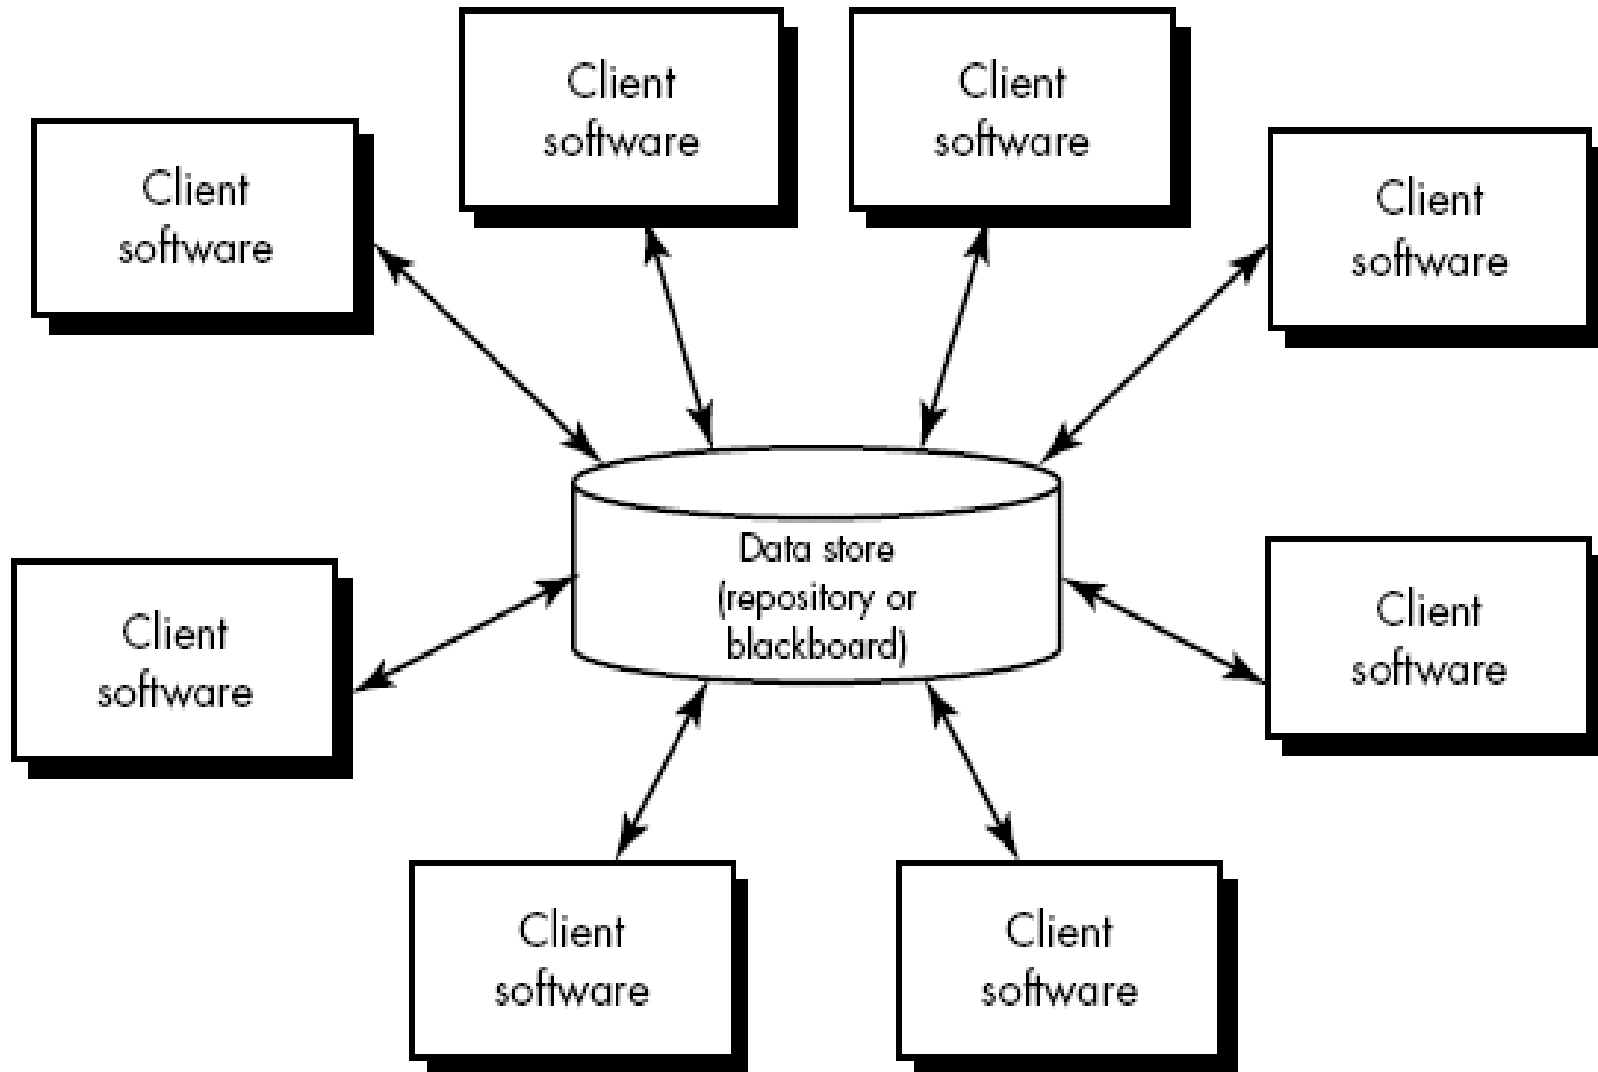 Client
software
Client
software
Client
software
Client
software
Data store
(repository or
blackboard)
Client
software
Client
software
Client
software
Client
software